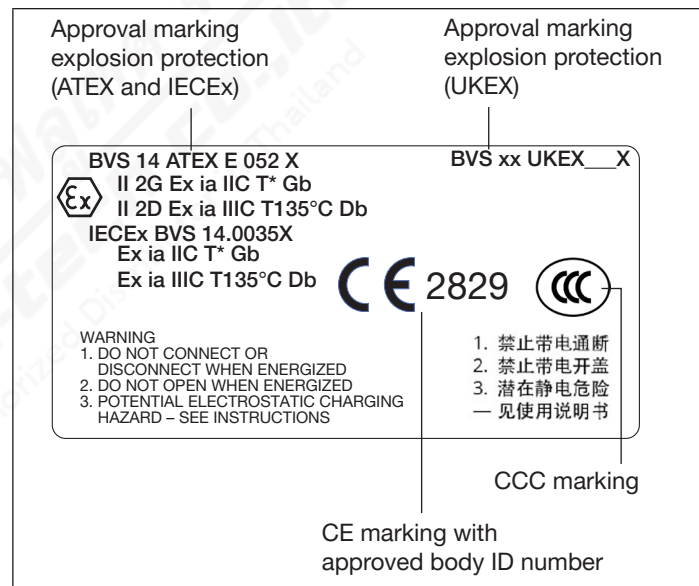 Approval marking
explosion protection
(ATEX and IECEx)
Approval marking
explosion protection
(UKEX)
BVS 14 ATEX E 052 X
BVS xx UKEX___X
Ex
II 2G Ex ia IIC T* Gb
II 2D Ex ia IIIC T135°C Db
IECEx BVS 14.0035X
Ex ia IIC T* Gb
Ex ia IIIC T135°C Db
CE 2829
CCC
WARNING
1. DO NOT CONNECT OR
DISCONNECT WHEN ENERGIZED
2. DO NOT OPEN WHEN ENERGIZED
3. POTENTIAL ELECTROSTATIC CHARGING
HAZARD – SEE INSTRUCTIONS
1. 禁止带电通断
2. 禁止带电开盖
3. 潜在静电危险
— 见使用说明书
CCC marking
CE marking with
approved body ID number